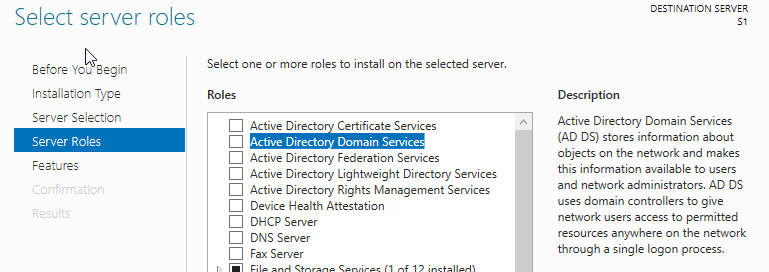 Select server roles
DESTINATION SERVER
S1
Before You Begin
Installation Type
Server Selection
Server Roles
Features
Confirmation
Results
Select one or more roles to install on the selected server.
Roles
Active Directory Certificate Services
Active Directory Domain Services
Active Directory Federation Services
Active Directory Lightweight Directory Services
Active Directory Rights Management Services
Device Health Attestation
DHCP Server
DNS Server
Fax Server
File and Storage Services (1 of 12 installed)
Description
Active Directory Domain Services
(AD DS) stores information about
objects on the network and makes
this information available to users
and network administrators. AD DS
uses domain controllers to give
network users access to permitted
resources anywhere on the network
through a single logon process.